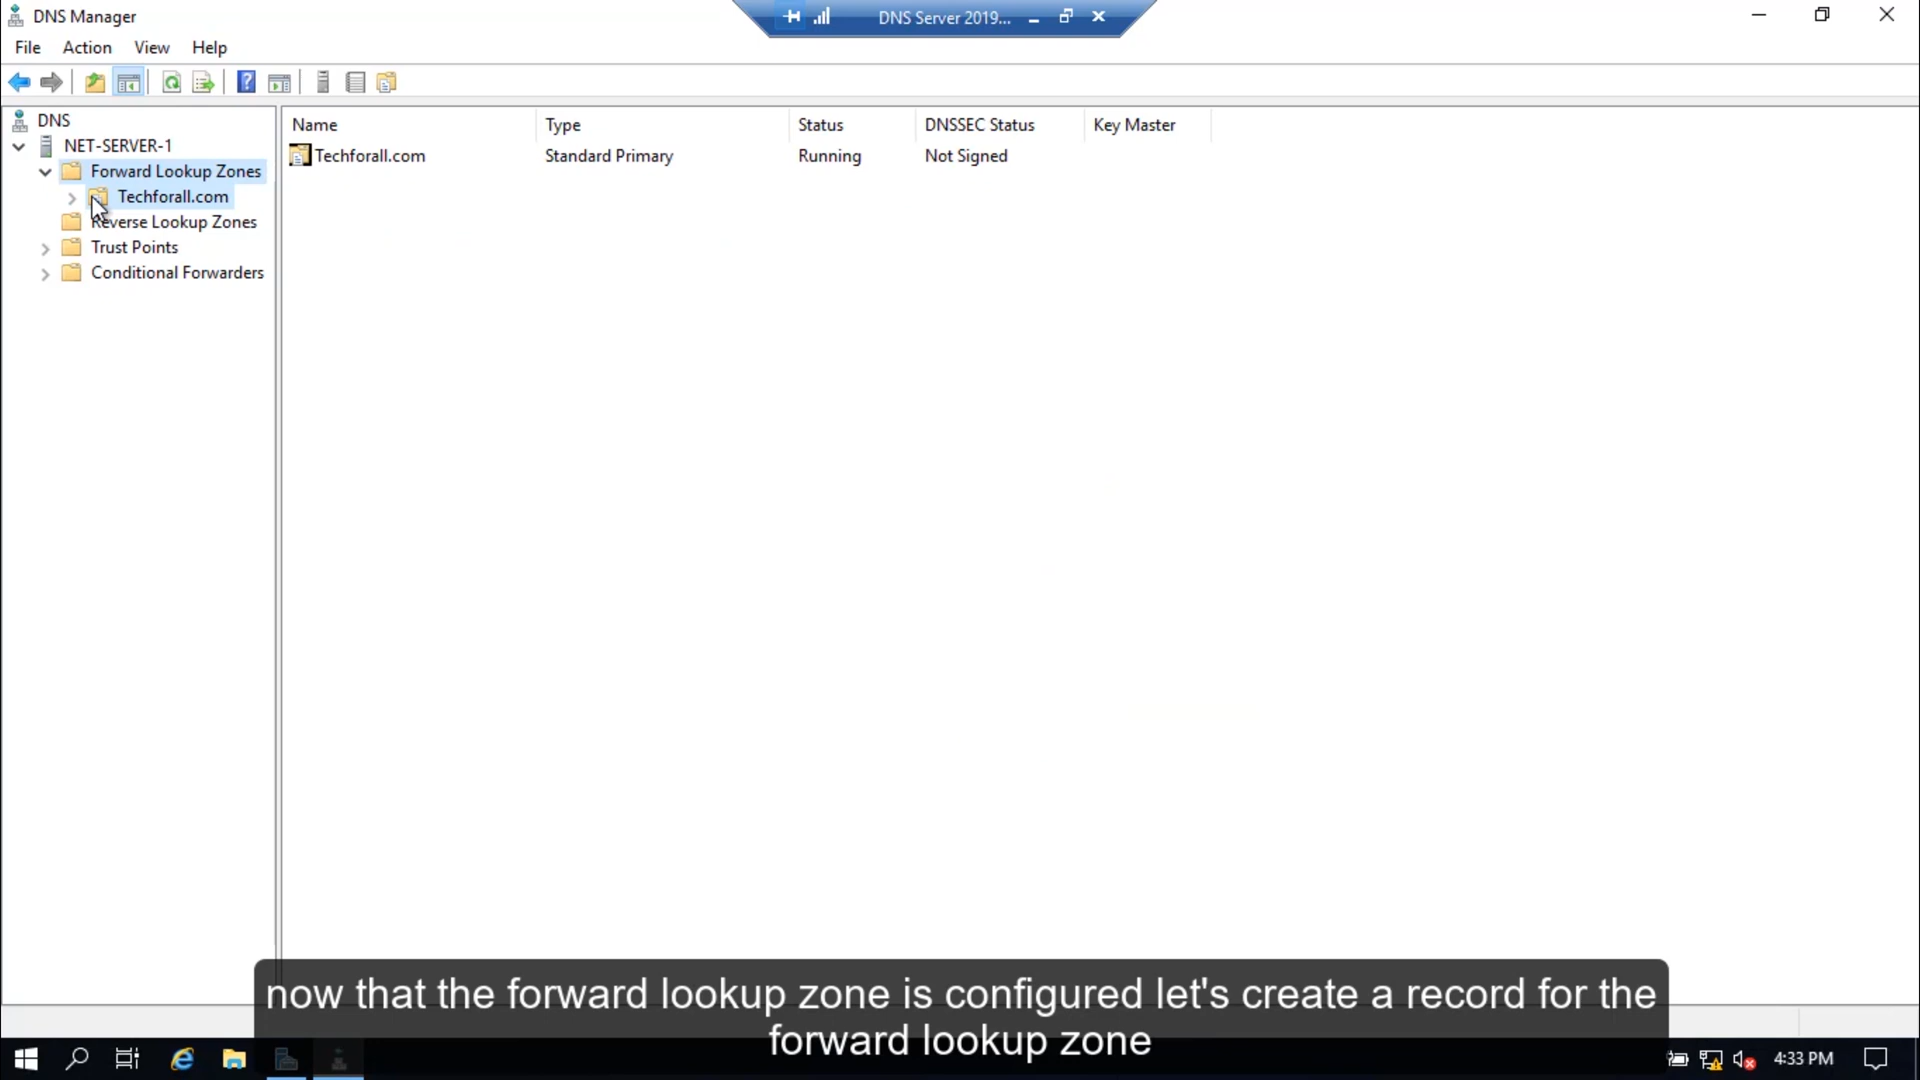 DNS Manager
DNS Server 2019...
File Action View Help
DNS
NET-SERVER-1
Forward Lookup Zones
Techforall.com
Reverse Lookup Zones
Trust Points
Conditional Forwarders
Name Type Status DNSSEC Status Key Master
Techforall.com Standard Primary Running Not Signed
now that the forward lookup zone is configured let's create a record for the
forward lookup zone
4:33 PM